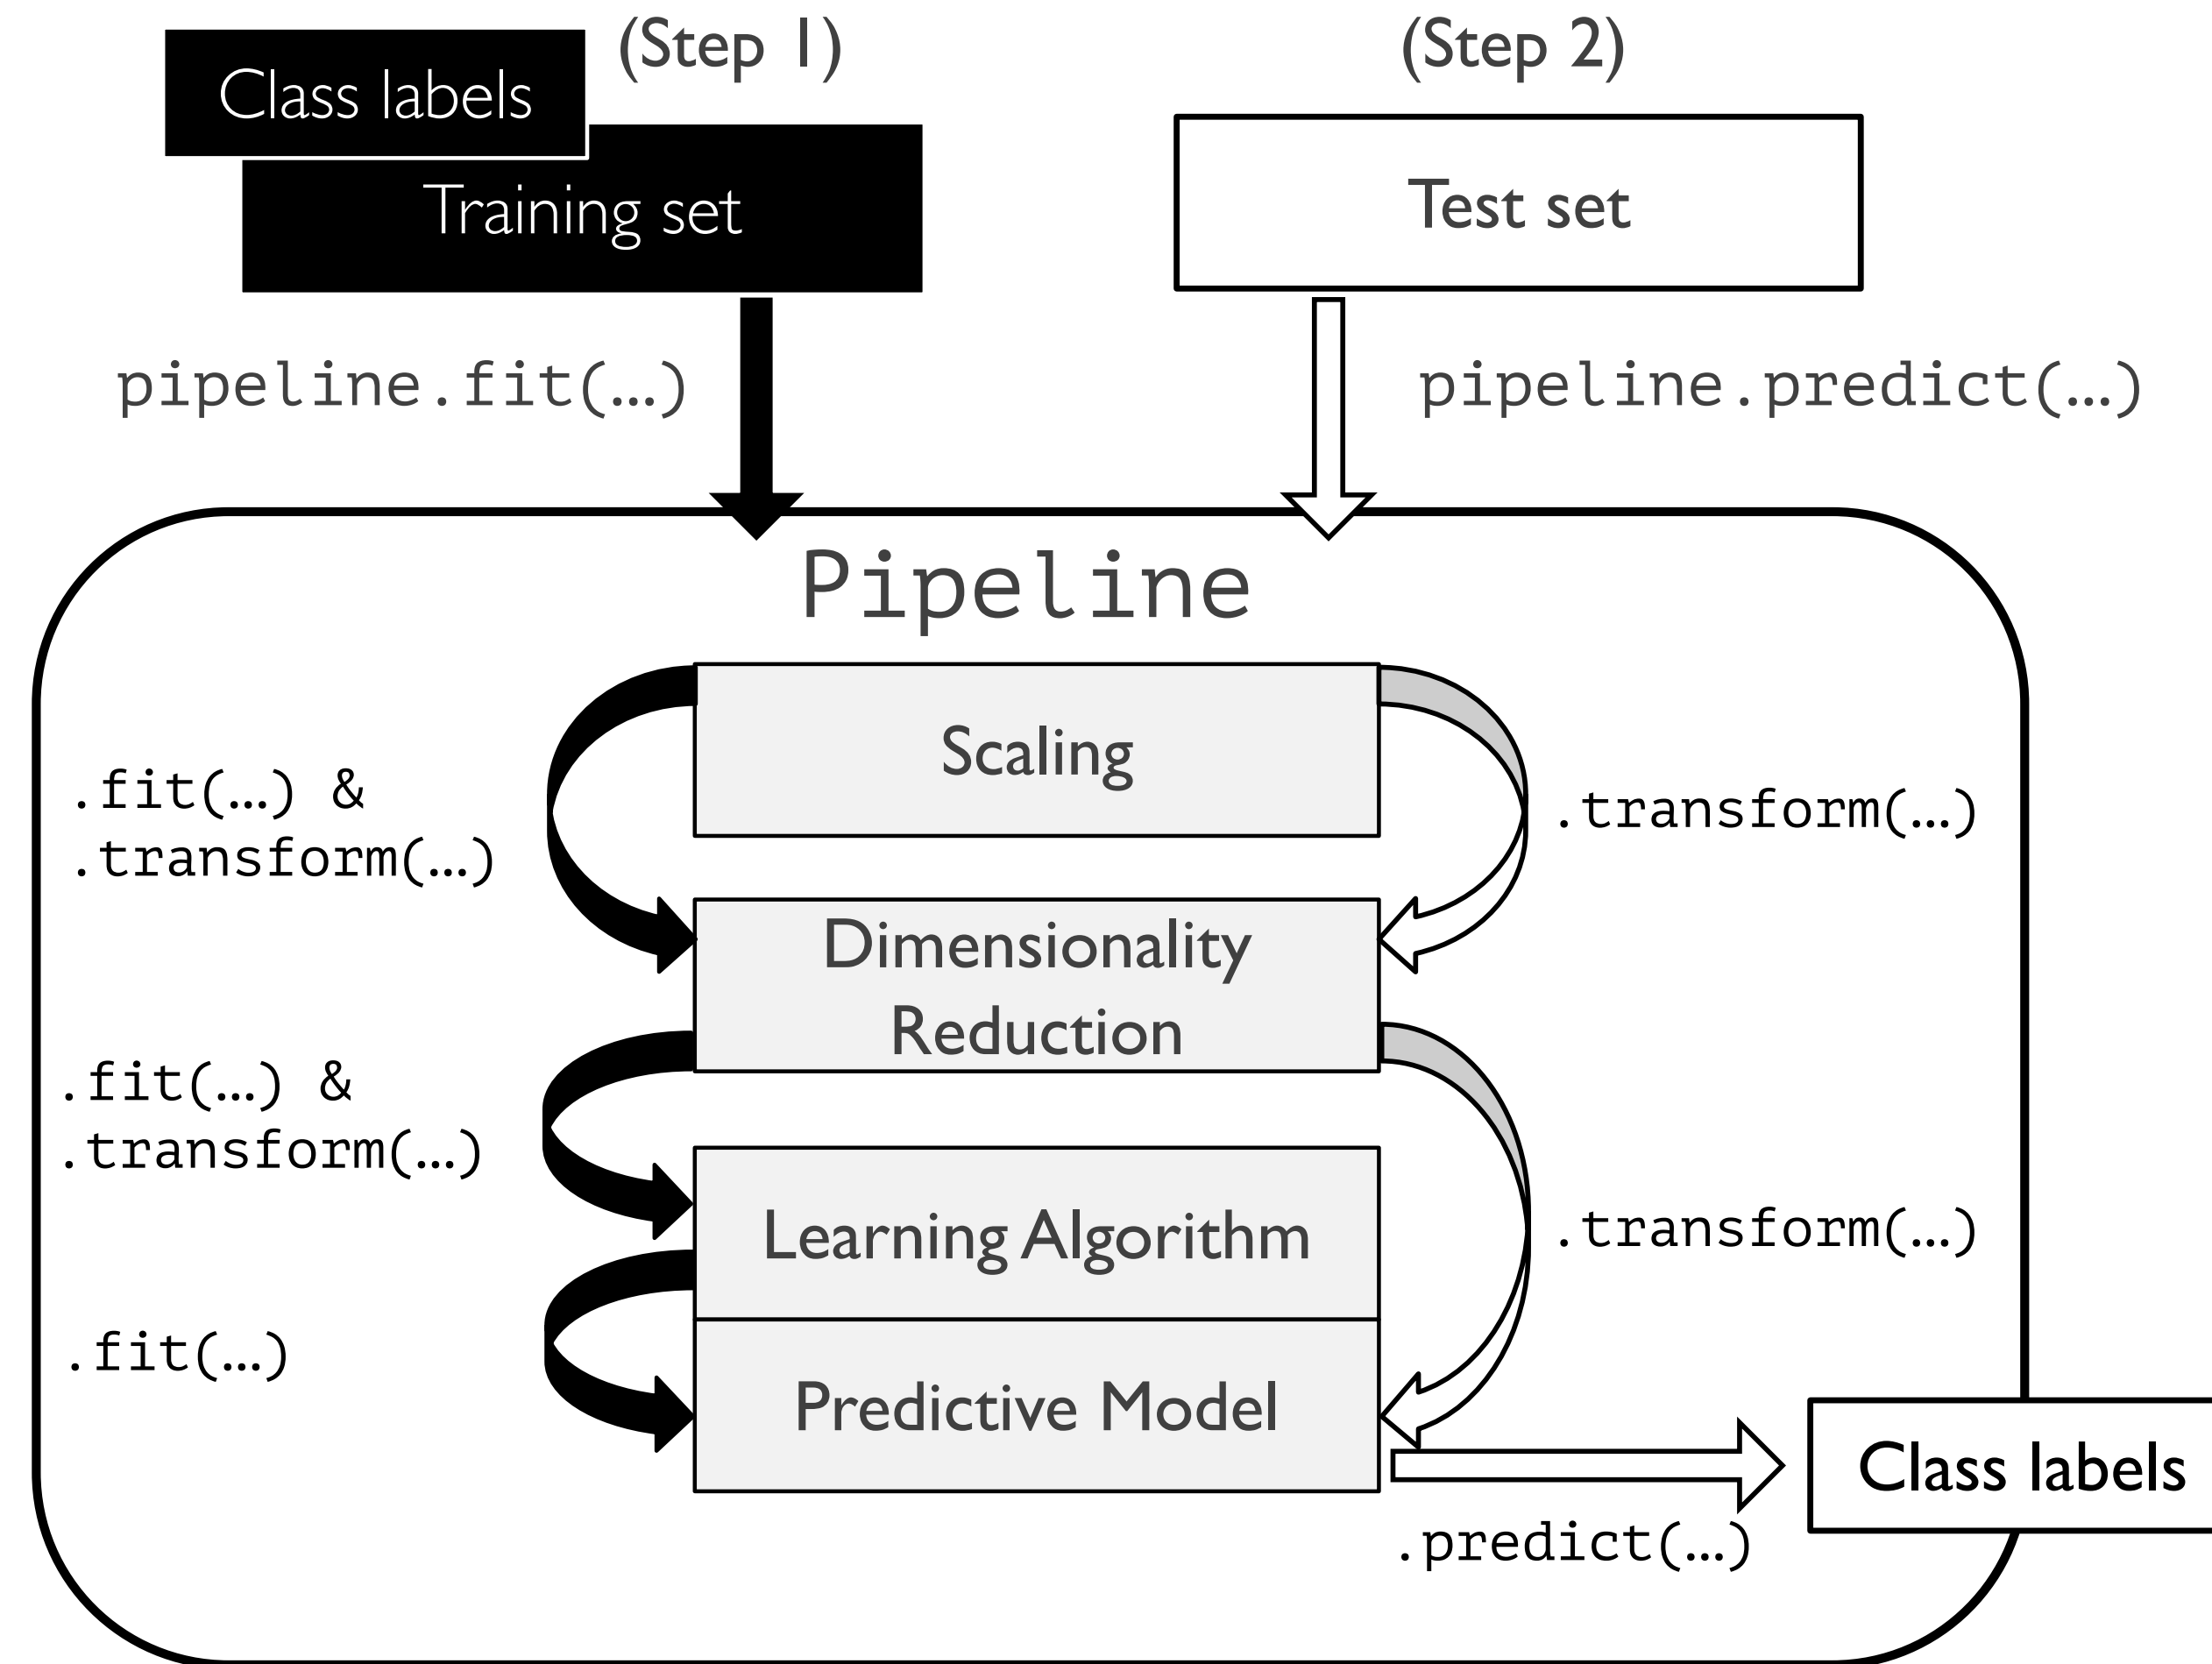 (Step 1)
(Step 2)
Class labels
Training set
Test set
pipeline.fit(…)
pipeline.predict(…)
Pipeline
Scaling
.fit(…) &
.transform(…)
.transform(…)
Dimensionality
Reduction
.fit(…) &
.transform(…)
Learning Algorithm
.transform(…)
.fit(…)
Predictive Model
Class labels
.predict(…)